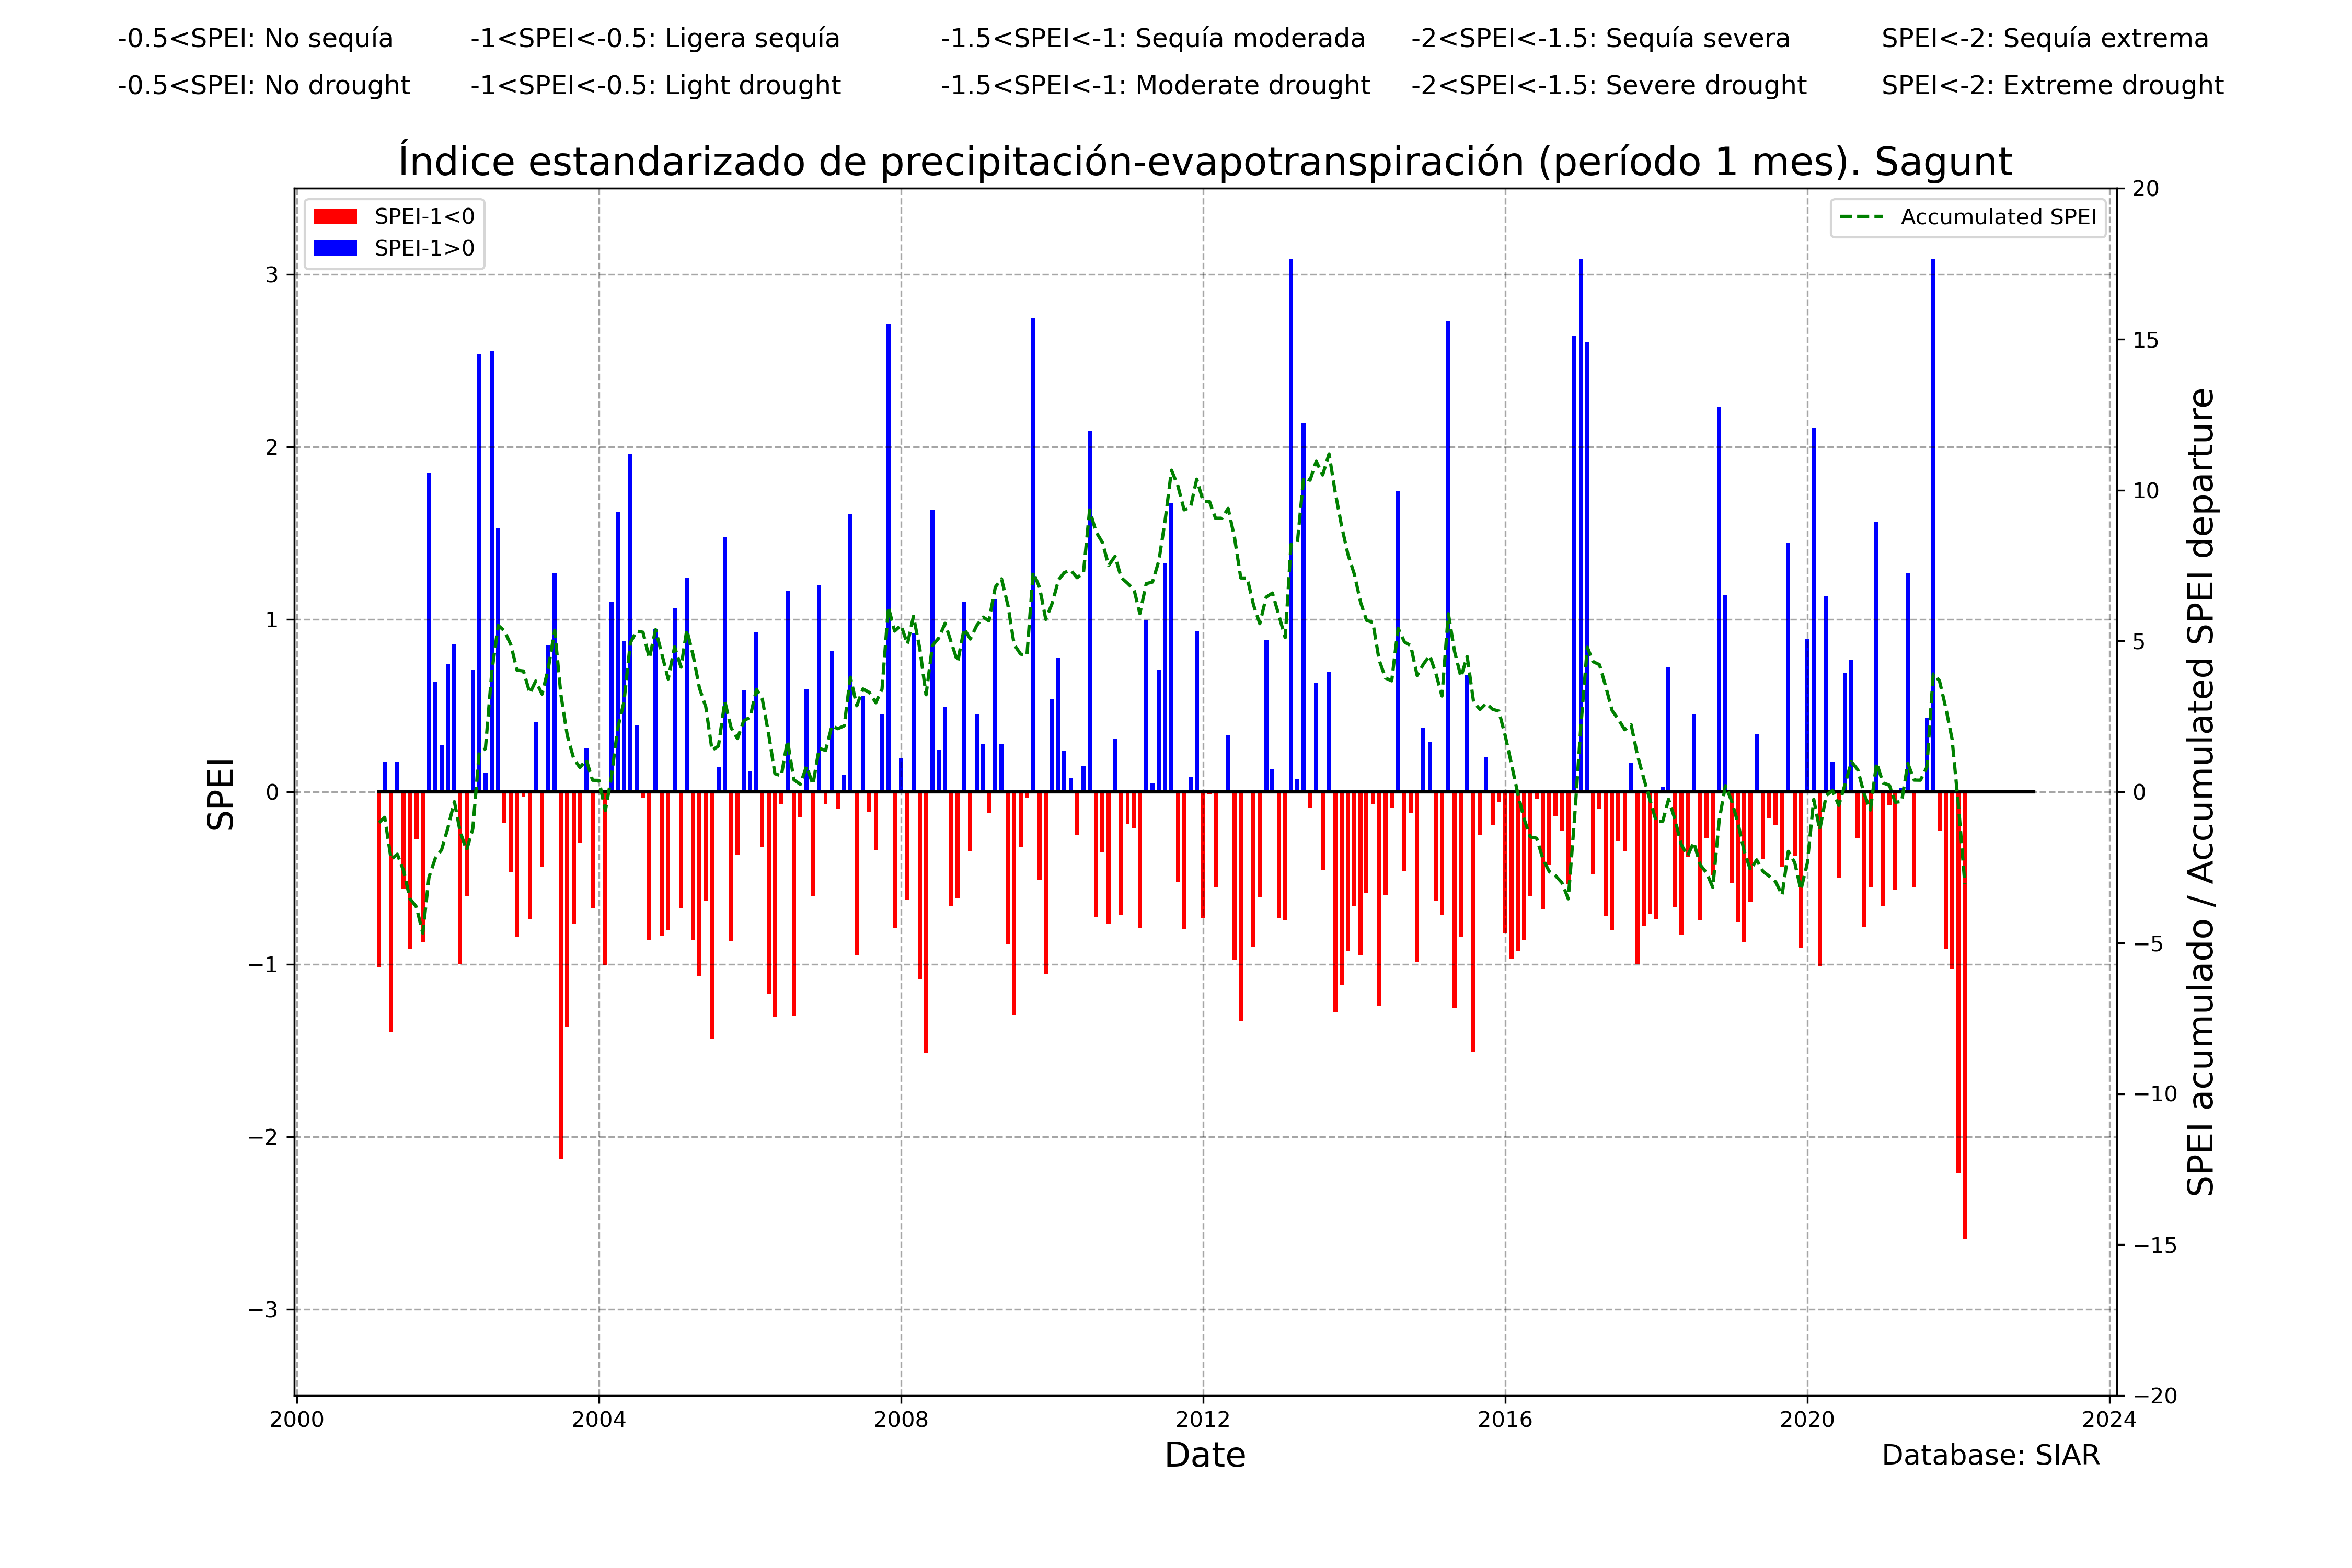 -0.5<SPEI: No sequía -1<SPEI<-0.5: Ligera sequía -1.5<SPEI<-1: Sequía moderada -2<SPEI<-1.5: Sequía severa SPEI<-2: Sequía extrema
-0.5<SPEI: No drought -1<SPEI<-0.5: Light drought -1.5<SPEI<-1: Moderate drought -2<SPEI<-1.5: Severe drought SPEI<-2: Extreme drought
Índice estandarizado de precipitación-evapotranspiración (período 1 mes). Sagunt
SPEI-1<0
SPEI-1>0
Accumulated SPEI
SPEI
3
2
1
0
−1
−2
−3
20
15
10
5
0
−5
−10
−15
−20
SPEI acumulado / Accumulated SPEI departure
2000 2004 2008 2012 2016 2020 2024
Date
Database: SIAR